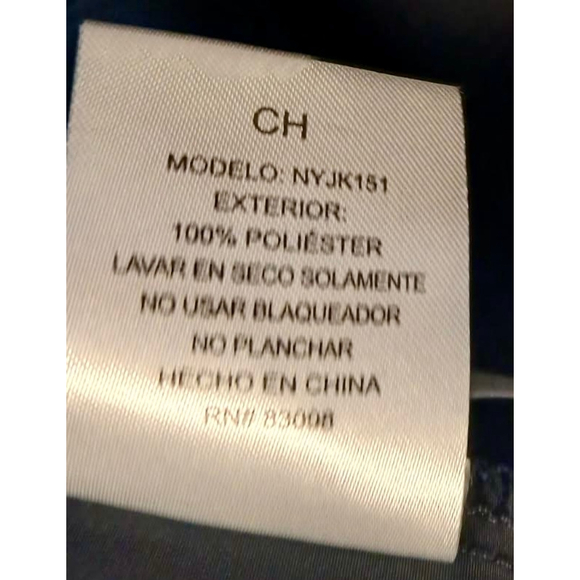 CH
MODELO: NYJK151
EXTERIOR:
100% POLIÉSTER
LAVAR EN SECO SOLAMENTE
NO USAR BLAQUEADOR
NO PLANCHAR
HECHO EN CHINA
RN# 83098